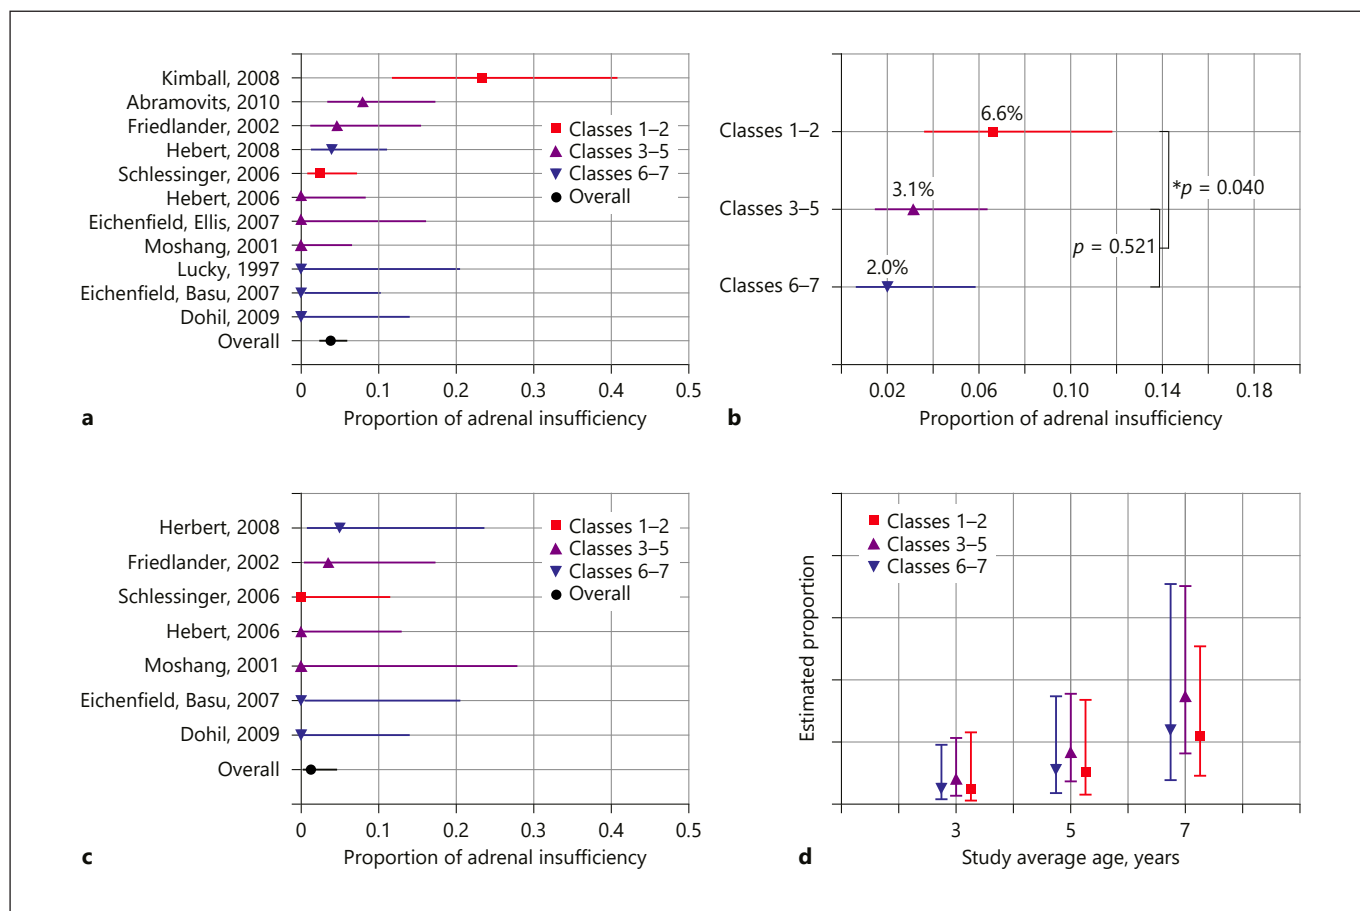 Kimball, 2008
Abramovits, 2010
Friedlander, 2002
Hebert, 2008
Schlessinger, 2006
Hebert, 2006
Eichenfield, Ellis, 2007
Moshang, 2001
Lucky, 1997
Eichenfield, Basu, 2007
Dohil, 2009
Overall
Classes 1–2
Classes 3–5
Classes 6–7
Overall
0 0.1 0.2 0.3 0.4 0.5
Proportion of adrenal insufficiency
a
Classes 1–2
Classes 3–5
Classes 6–7
6.6%
3.1%
2.0%
*p = 0.040
p = 0.521
0.02 0.06 0.10 0.14 0.18
Proportion of adrenal insufficiency
b
Herbert, 2008
Friedlander, 2002
Schlessinger, 2006
Hebert, 2006
Moshang, 2001
Eichenfield, Basu, 2007
Dohil, 2009
Overall
Classes 1–2
Classes 3–5
Classes 6–7
Overall
0 0.1 0.2 0.3 0.4 0.5
Proportion of adrenal insufficiency
c
Estimated proportion
Classes 1–2
Classes 3–5
Classes 6–7
3 5 7
Study average age, years
d